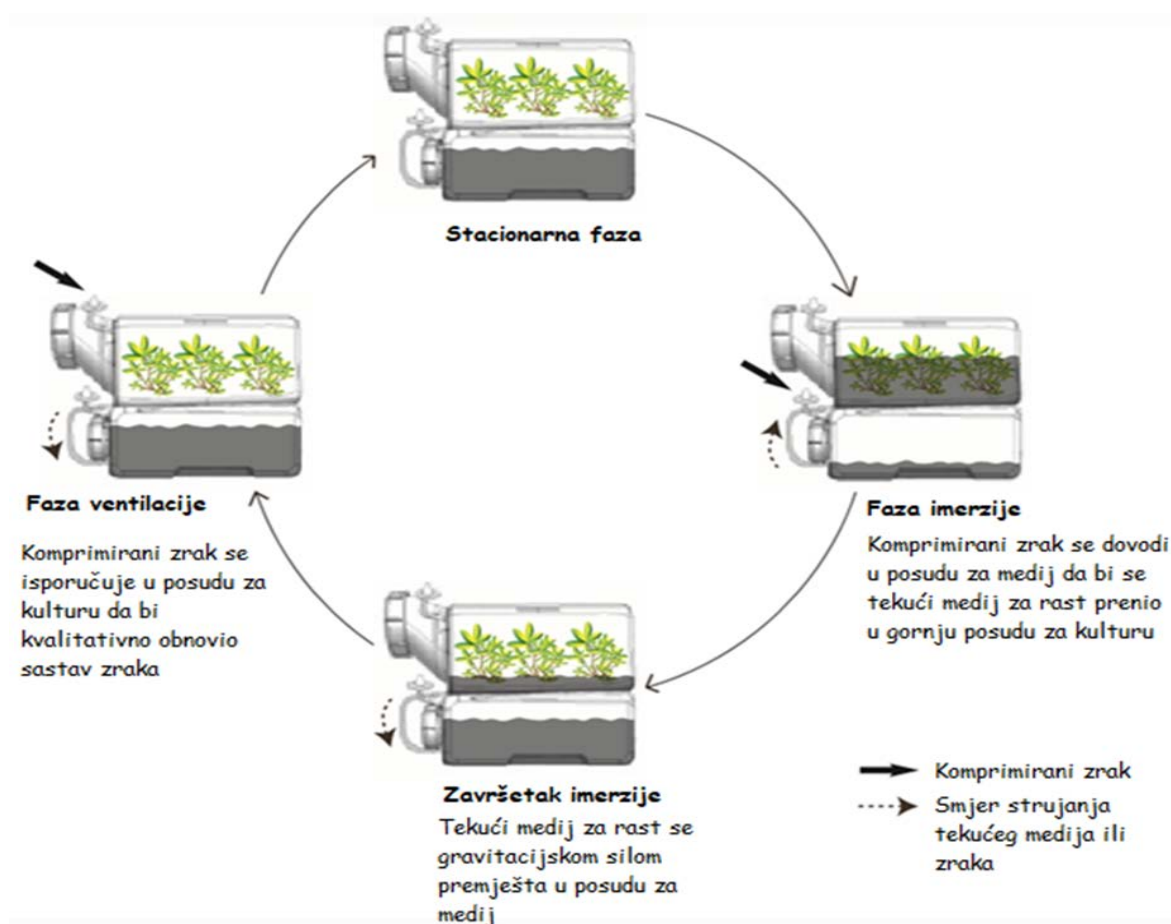 Stacionarna faza
Faza ventilacije
Komprimirani zrak se
isporučuje u posudu za
kulturu da bi
kvalitativno obnovio
sastav zraka
Faza imerzije
Komprimirani zrak se dovodi
u posudu za medij da bi se
tekući medij za rast prenio
u gornju posudu za kulturu
Završetak imerzije
Tekući medij za rast se
gravitacijskom silom
premješta u posudu za
medij
Komprimirani zrak
Smjer strujanja
tekućeg medija ili
zraka